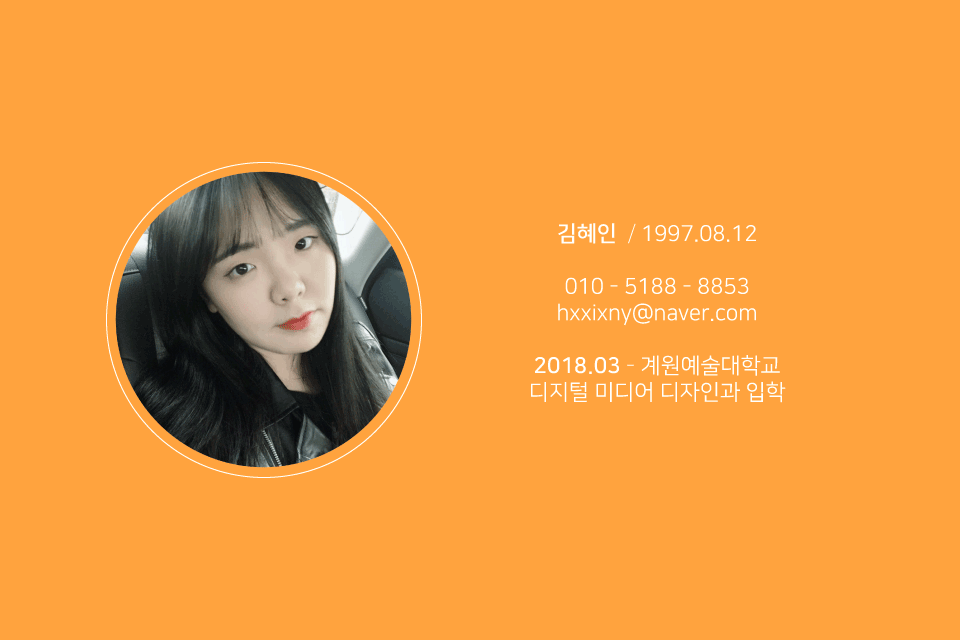 김혜인 / 1997.08.12
010 - 5188 - 8853
hxxixny@naver.com
2018.03 - 계원예술대학교
디지털 미디어 디자인과 입학